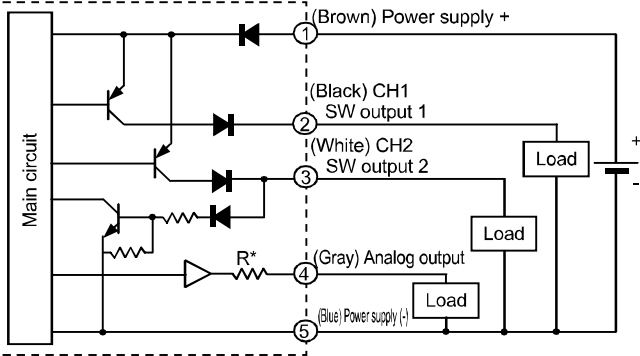 Main circuit
1 (Brown) Power supply +
(Black) CH1
2 SW output 1
(White) CH2
3 SW output 2
Load
+
-
Load
R*
4 (Gray) Analog output
Load
5 (Blue) Power supply (-)